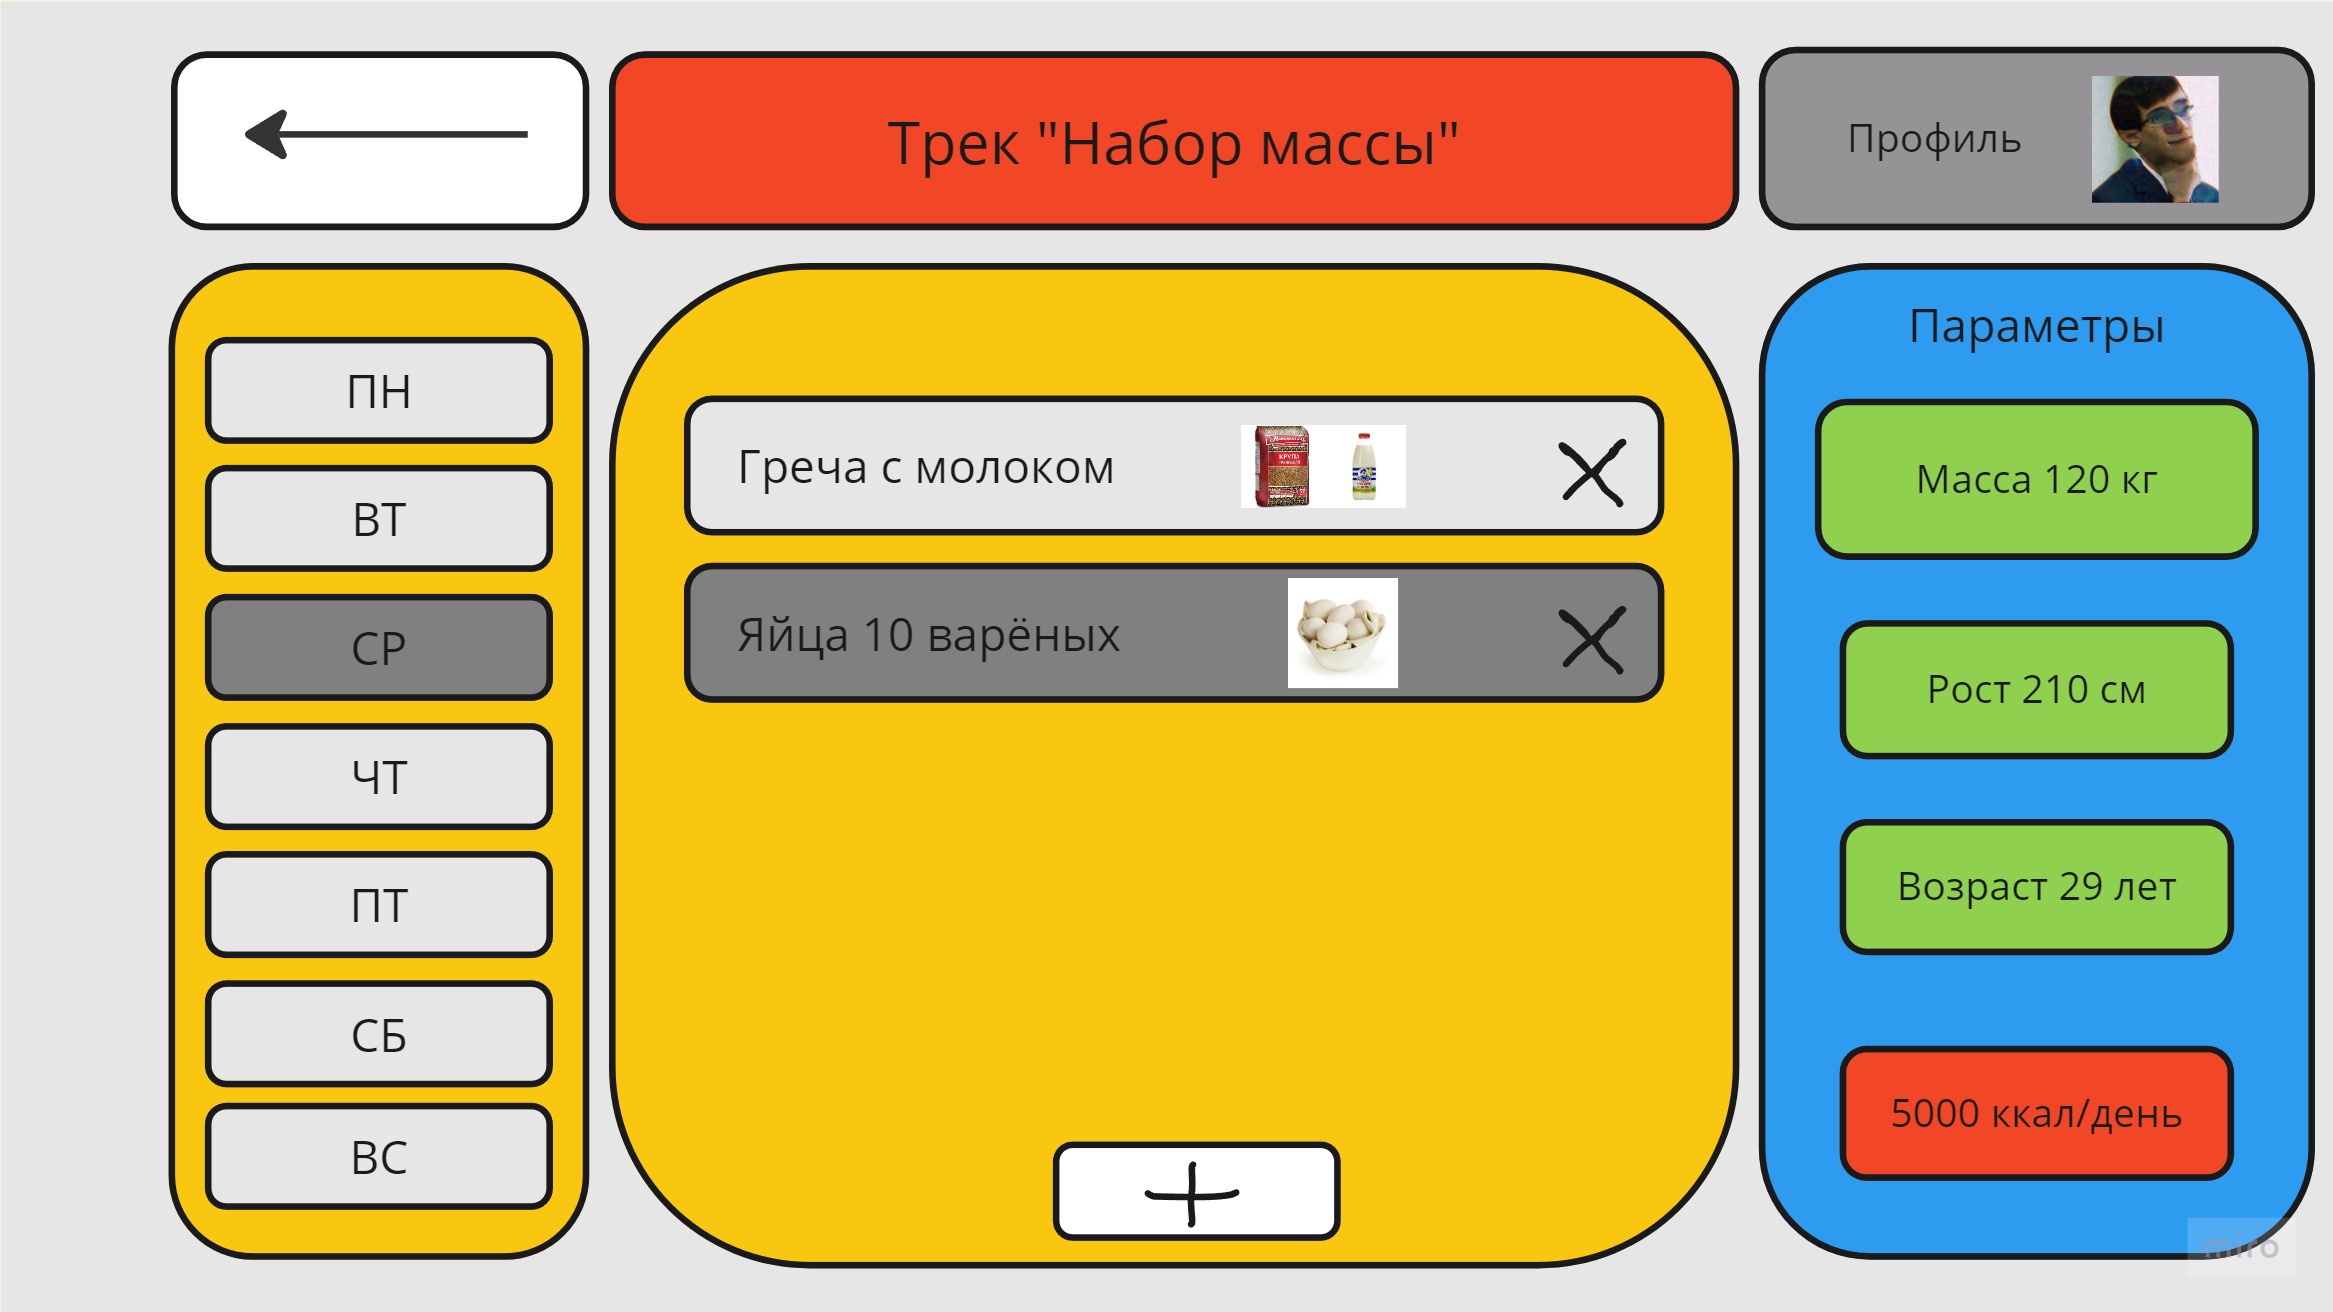 Трек "Набор массы"
Профиль
ПН
ВТ
СР
ЧТ
ПТ
СБ
ВС
Греча с молоком
КРУПА
Яйца 10 варёных
Параметры
Масса 120 кг
Рост 210 см
Возраст 29 лет
5000 ккал/день
miro